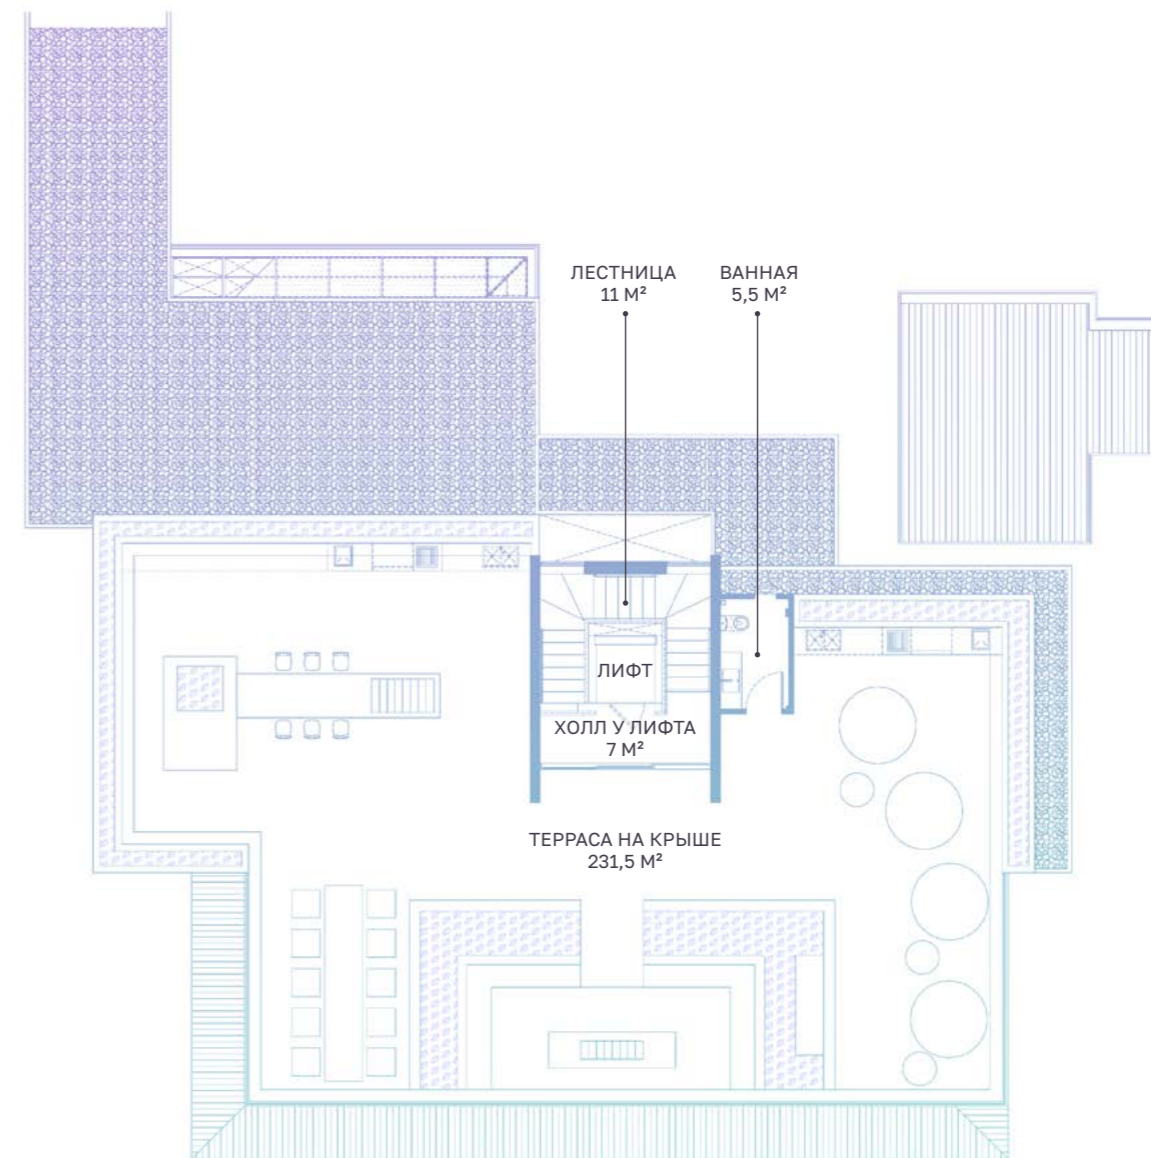 ЛЕСТНИЦА
11 М²
ВАННАЯ
5,5 М²
ЛИФТ
ХОЛЛ У ЛИФТА
7 М²
ТЕРРАСА НА КРЫШЕ
231,5 М²